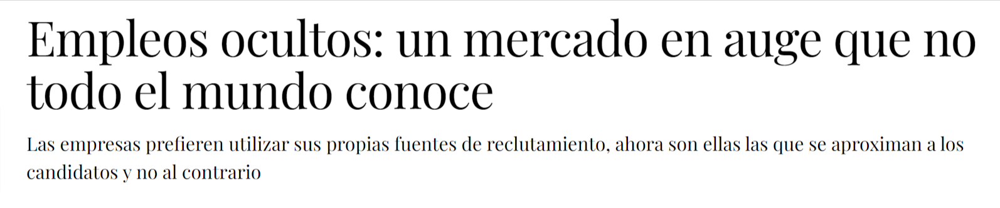 Empleos ocultos: un mercado en auge que no
todo el mundo conoce
Las empresas prefieren utilizar sus propias fuentes de reclutamiento, ahora son ellas las que se aproximan a los
candidatos y no al contrario